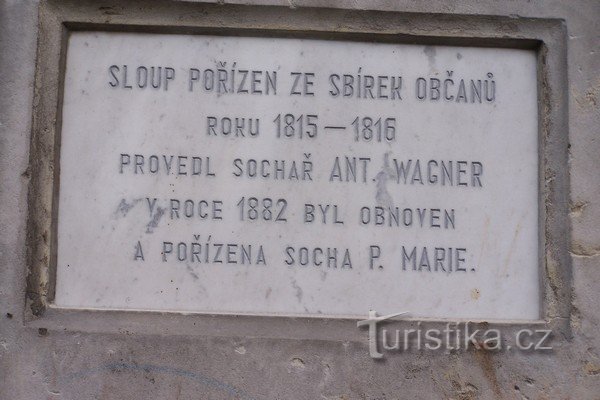 SLOUP POŘÍZEN ZE SBÍREK OBČANŮ
ROKU 1815—1816
PROVEDL SOCHAŘ ANT. WAGNER
V ROCE 1882 BYL OBNOVEN
A POŘÍZENA SOCHA P. MARIE.
Turistika.cz